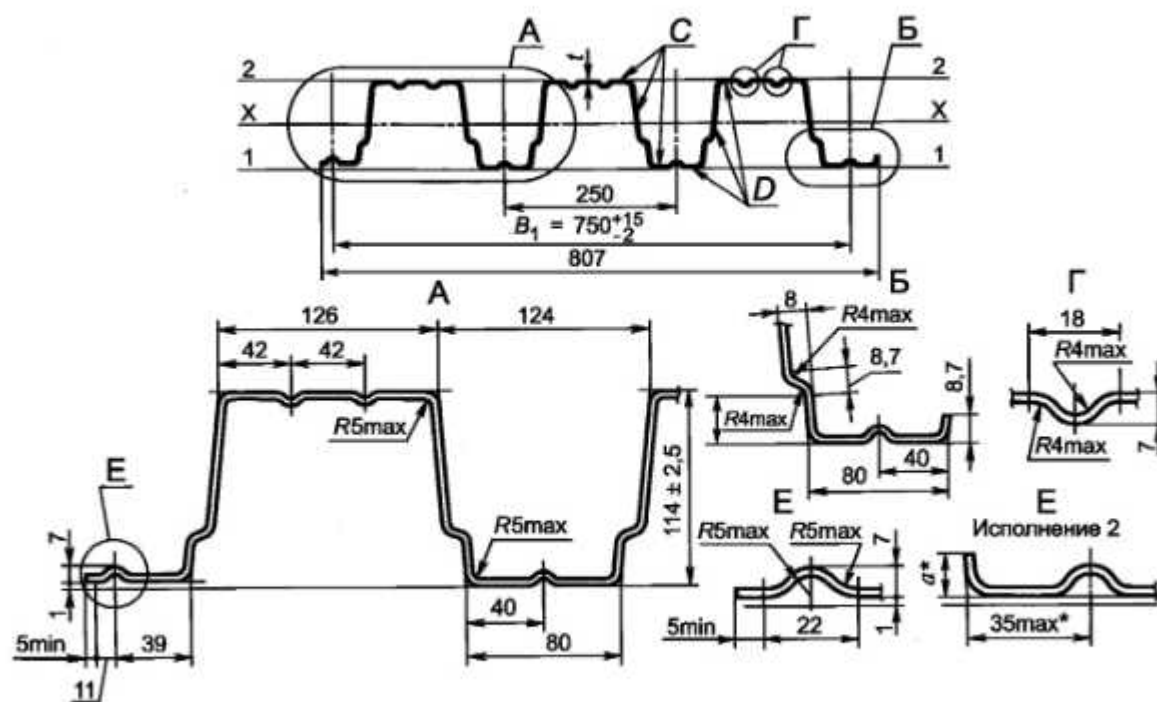 А
С
Г
Б
2
t
2
X
X
1
1
D
250
B₁ = 750 +15 -2
807
А
126
124
42
42
R5max
114 ± 2,5
Е
R5max
7
1
5min
39
11
40
80
Б
8
R4max
8,7
8,7
R4max
40
80
Г
18
R4max
R4max
7
Е
R5max
R5max
7
5min
22
1
Е
Исполнение 2
a*
35max*